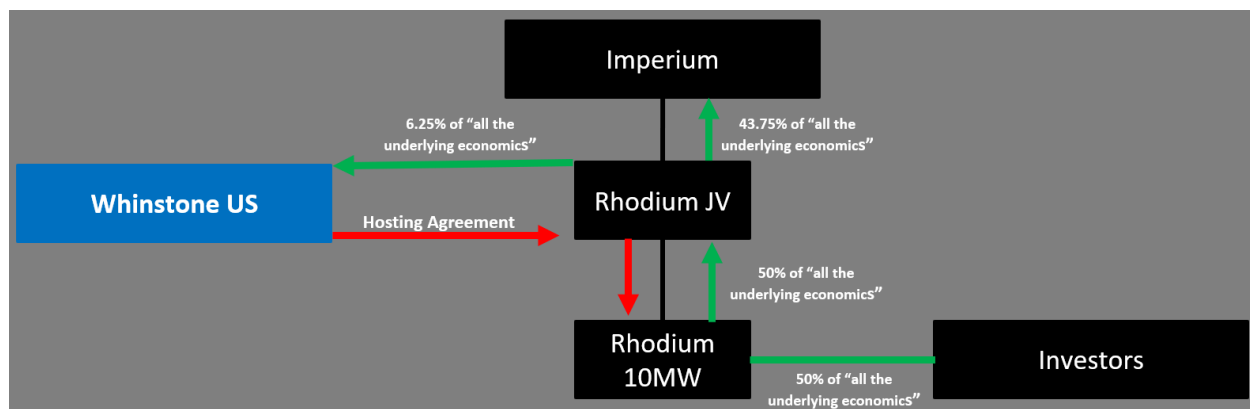 Imperium
6.25% of “all the
underlying economics”
43.75% of “all the
underlying economics”
Whinstone US
Rhodium JV
Hosting Agreement
50% of “all the
underlying economics”
Rhodium
10MW
Investors
50% of “all the
underlying economics”